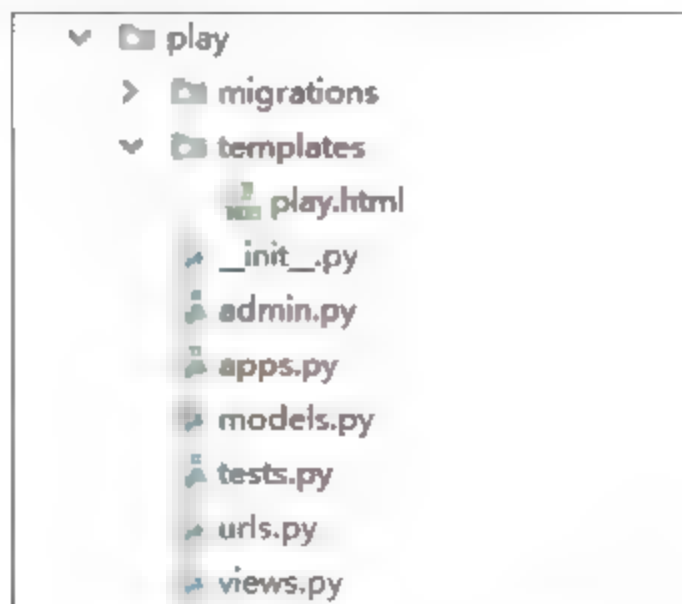 play
migrations
templates
play.html
__init__.py
admin.py
apps.py
models.py
tests.py
urls.py
views.py